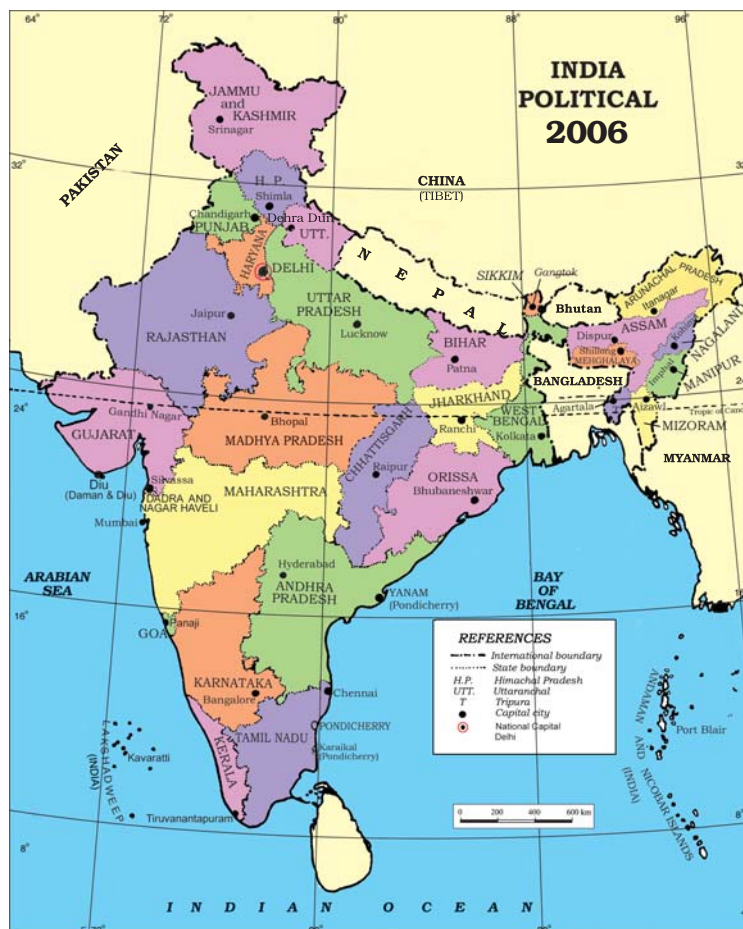 64°
72°
80°
88°
96°
INDIA
POLITICAL
2006
JAMMU
and
KASHMIR
Srinagar
32°
32°
PAKISTAN
H. P.
Shimla
CHINA
(TIBET)
Chandigarh
PUNJAB
Dehra Dun
UTT.
HARYANA
DELHI
NEPAL
SIKKIM
Gangtok
ARUNACHAL PRADESH
Itanagar
Bhutan
UTTAR
PRADESH
Lucknow
Jaipur
RAJASTHAN
BIHAR
Patna
Dispur
ASSAM
Shillong
MEHGHALAYA
Kohima
NAGALAND
Imphal
MANIPUR
BANGLADESH
24°
Gandhi Nagar
GUJARAT
Bhopal
MADHYA PRADESH
JHARKHAND
Ranchi
WEST
BENGAL
Kolkata
Agartala
Aizawl
Tropic of Canc
MIZORAM
MYANMAR
CHHATTISGARH
Raipur
ORISSA
Bhubaneshwar
Diu
(Daman & Diu)
Silvassa
DADRA AND
NAGAR HAVELI
MAHARASHTRA
Mumbai
ARABIAN
SEA
Hyderabad
ANDHRA
PRADESH
YANAM
(Pondicherry)
BAY
OF
BENGAL
16°
16
Panaji
GOA
KARNATAKA
Bangalore
Chennai
REFERENCES
International boundary
State boundary
H.P. Himachal Pradesh
UTT. Uttaranchal
T Tripura
Capital city
National Capital
Delhi
PONDICHERRY
TAMIL NADU
Karaikal
(Pondicherry)
KERALA
LAKSHADWEEP
(INDIA)
Kavaratti
Tiruvanantapuram
ANDAMAN AND NICOBAR ISLANDS
(INDIA)
Port Blair
0 200 400 600 km
8°
8°
INDIAN OCEAN